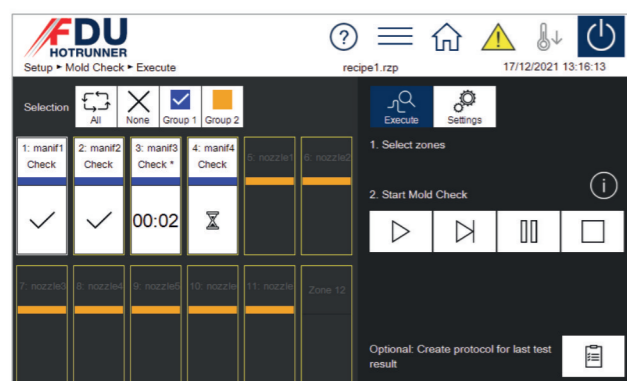 FDU
HOTRUNNER
Setup ▸ Mold Check ▸ Execute
recipe1.rzp
17/12/2021 13:16:13
Selection
All
None
Group 1
Group 2
Execute
Settings
1: manif1
Check
2: manif2
Check
3: manif3
Check *
4: manif4
Check
5: nozzle1
6: nozzle2
00:02
1. Select zones
2. Start Mold Check
7: nozzle3
8: nozzle4
9: nozzle5
10: nozzle
11: nozzle
Zone 12
Optional: Create protocol for last test
result